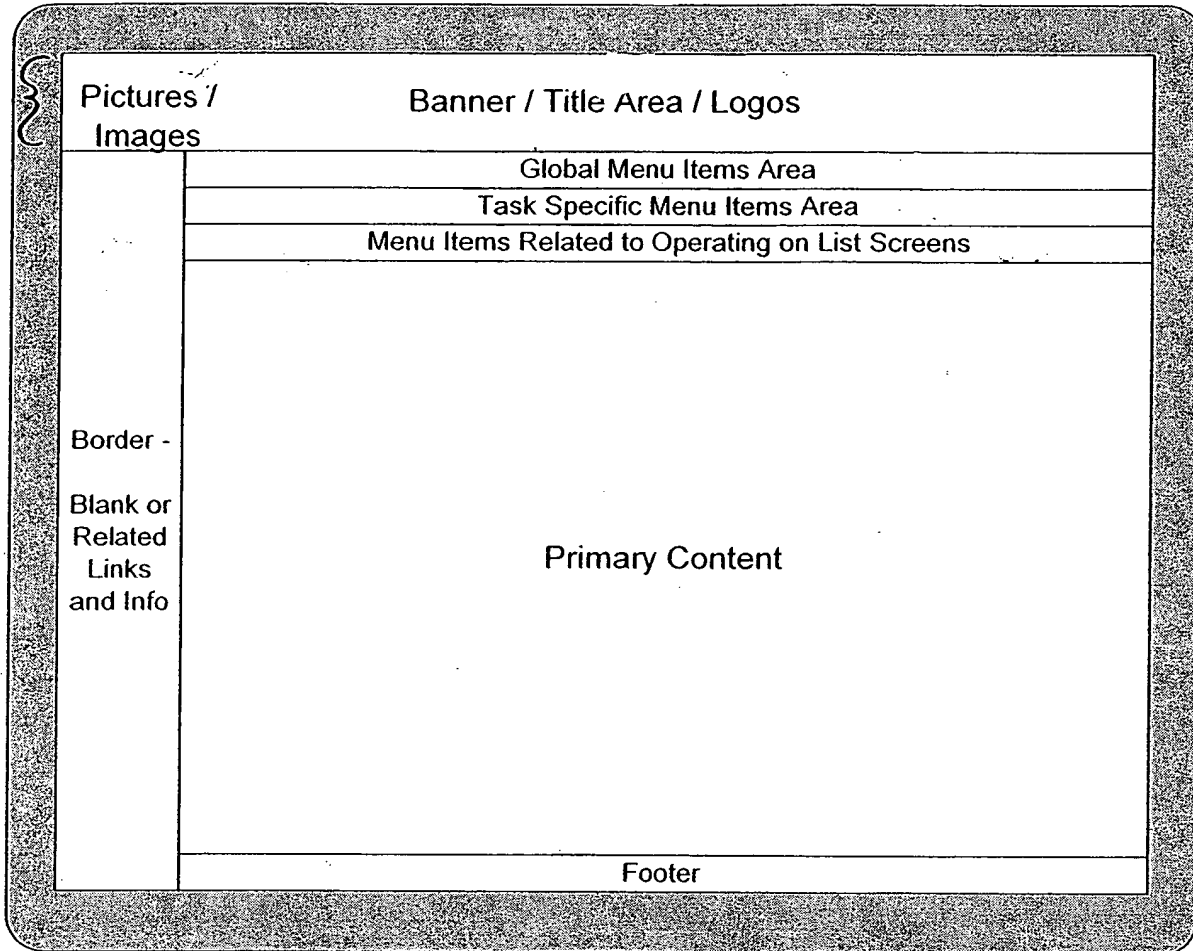 Pictures /
Images
Banner / Title Area / Logos
Global Menu Items Area
Task Specific Menu Items Area
Menu Items Related to Operating on List Screens
Border -
Blank or
Related
Links
and Info
Primary Content
Footer